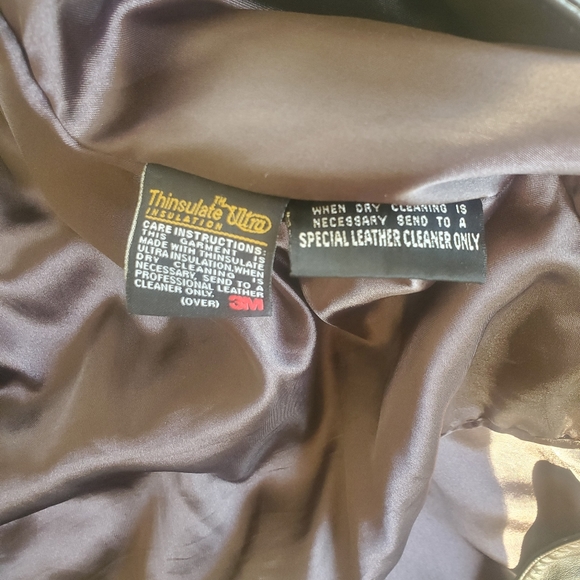 Thinsulate™ Ultra
INSULATION
CARE INSTRUCTIONS:
THIS GARMENT IS
MADE WITH THINSULATE
ULTRA INSULATION. WHEN
DRY CLEANING IS
NECESSARY, SEND TO A
PROFESSIONAL LEATHER
CLEANER ONLY.
(OVER) 3M
WHEN DRY CLEANING IS
NECESSARY SEND TO A
SPECIAL LEATHER CLEANER ONLY